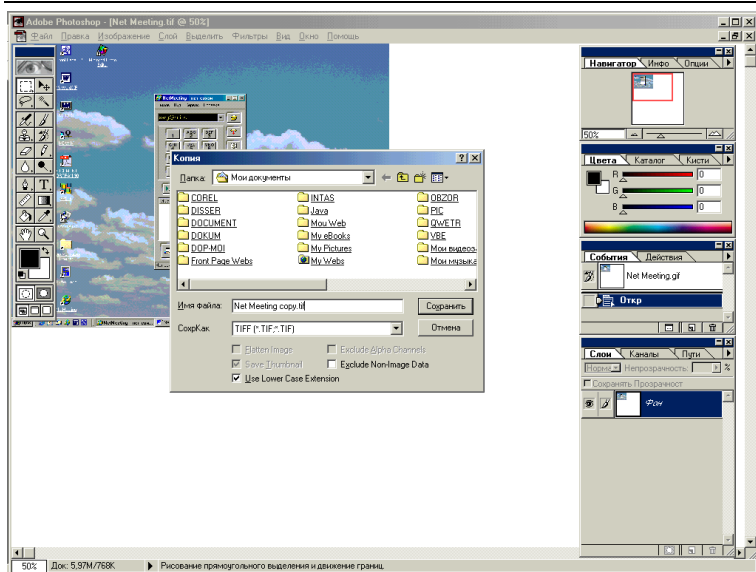 Adobe Photoshop - [Net Meeting.tif @ 50%]
Файл Правка Изображение Слой Выделить Фильтры Вид Окно Помощь
Навигатор Инфо Опции
50%
Копия
Папка: Мои документы
COREL INTAS OBZOR
DISSER Java PIC
DOCUMENT Mou Web QWETR
DOKUM My eBooks VBE
DOP-MOI My Pictures Мои видеоза-
Front Page Webs My Webs Мои музыка
Имя Файла: Net Meeting copy.tif Сохранить
СохрКак: TIFF (*.TIF;*.TIF) Отмена
Flatten Image Exclude Alpha Channels
Save Thumbnail Exclude Non-Image Data
Use Lower Case Extension
Цвета Каталог Кисти
R 0
G 0
B 0
События Действия
Net Meeting.gif
Откр
Слои Каналы Пути
Норма Непрозрачность: %
Сохранять Прозрачност
Фон
50% Док: 5,97M/768K Рисование прямоугольного выделения и движение границ.